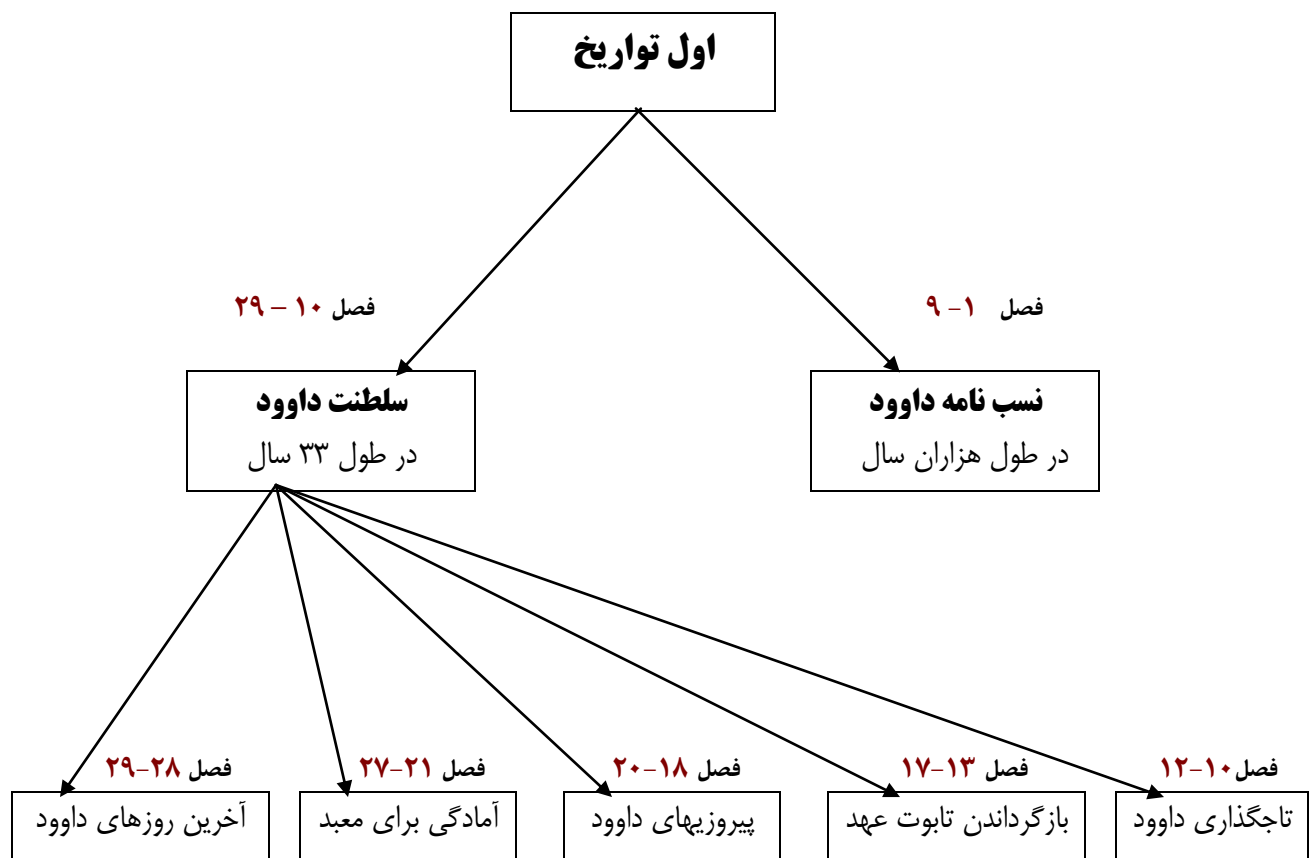 اول تواریخ
فصل ۱- ۹
فصل ۱۰ – ۲۹
نسب نامه داوود
در طول هزاران سال
سلطنت داوود
در طول ۳۳ سال
فصل۱۰-۱۲
تاجگذاری داوود
فصل ۱۳-۱۷
بازگرداندن تابوت عهد
فصل ۱۸-۲۰
پیروزیهای داوود
فصل ۲۱-۲۷
آمادگی برای معبد
فصل ۲۸-۲۹
آخرین روزهای داوود